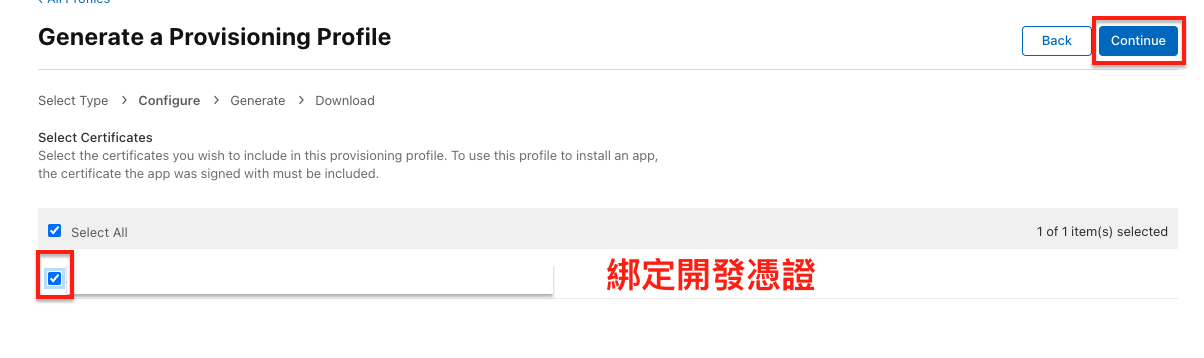 ‹ All Profiles
Generate a Provisioning Profile
Back
Continue
Select Type > Configure > Generate > Download
Select Certificates
Select the certificates you wish to include in this provisioning profile. To use this profile to install an app,
the certificate the app was signed with must be included.
Select All
1 of 1 item(s) selected
綁定開發憑證